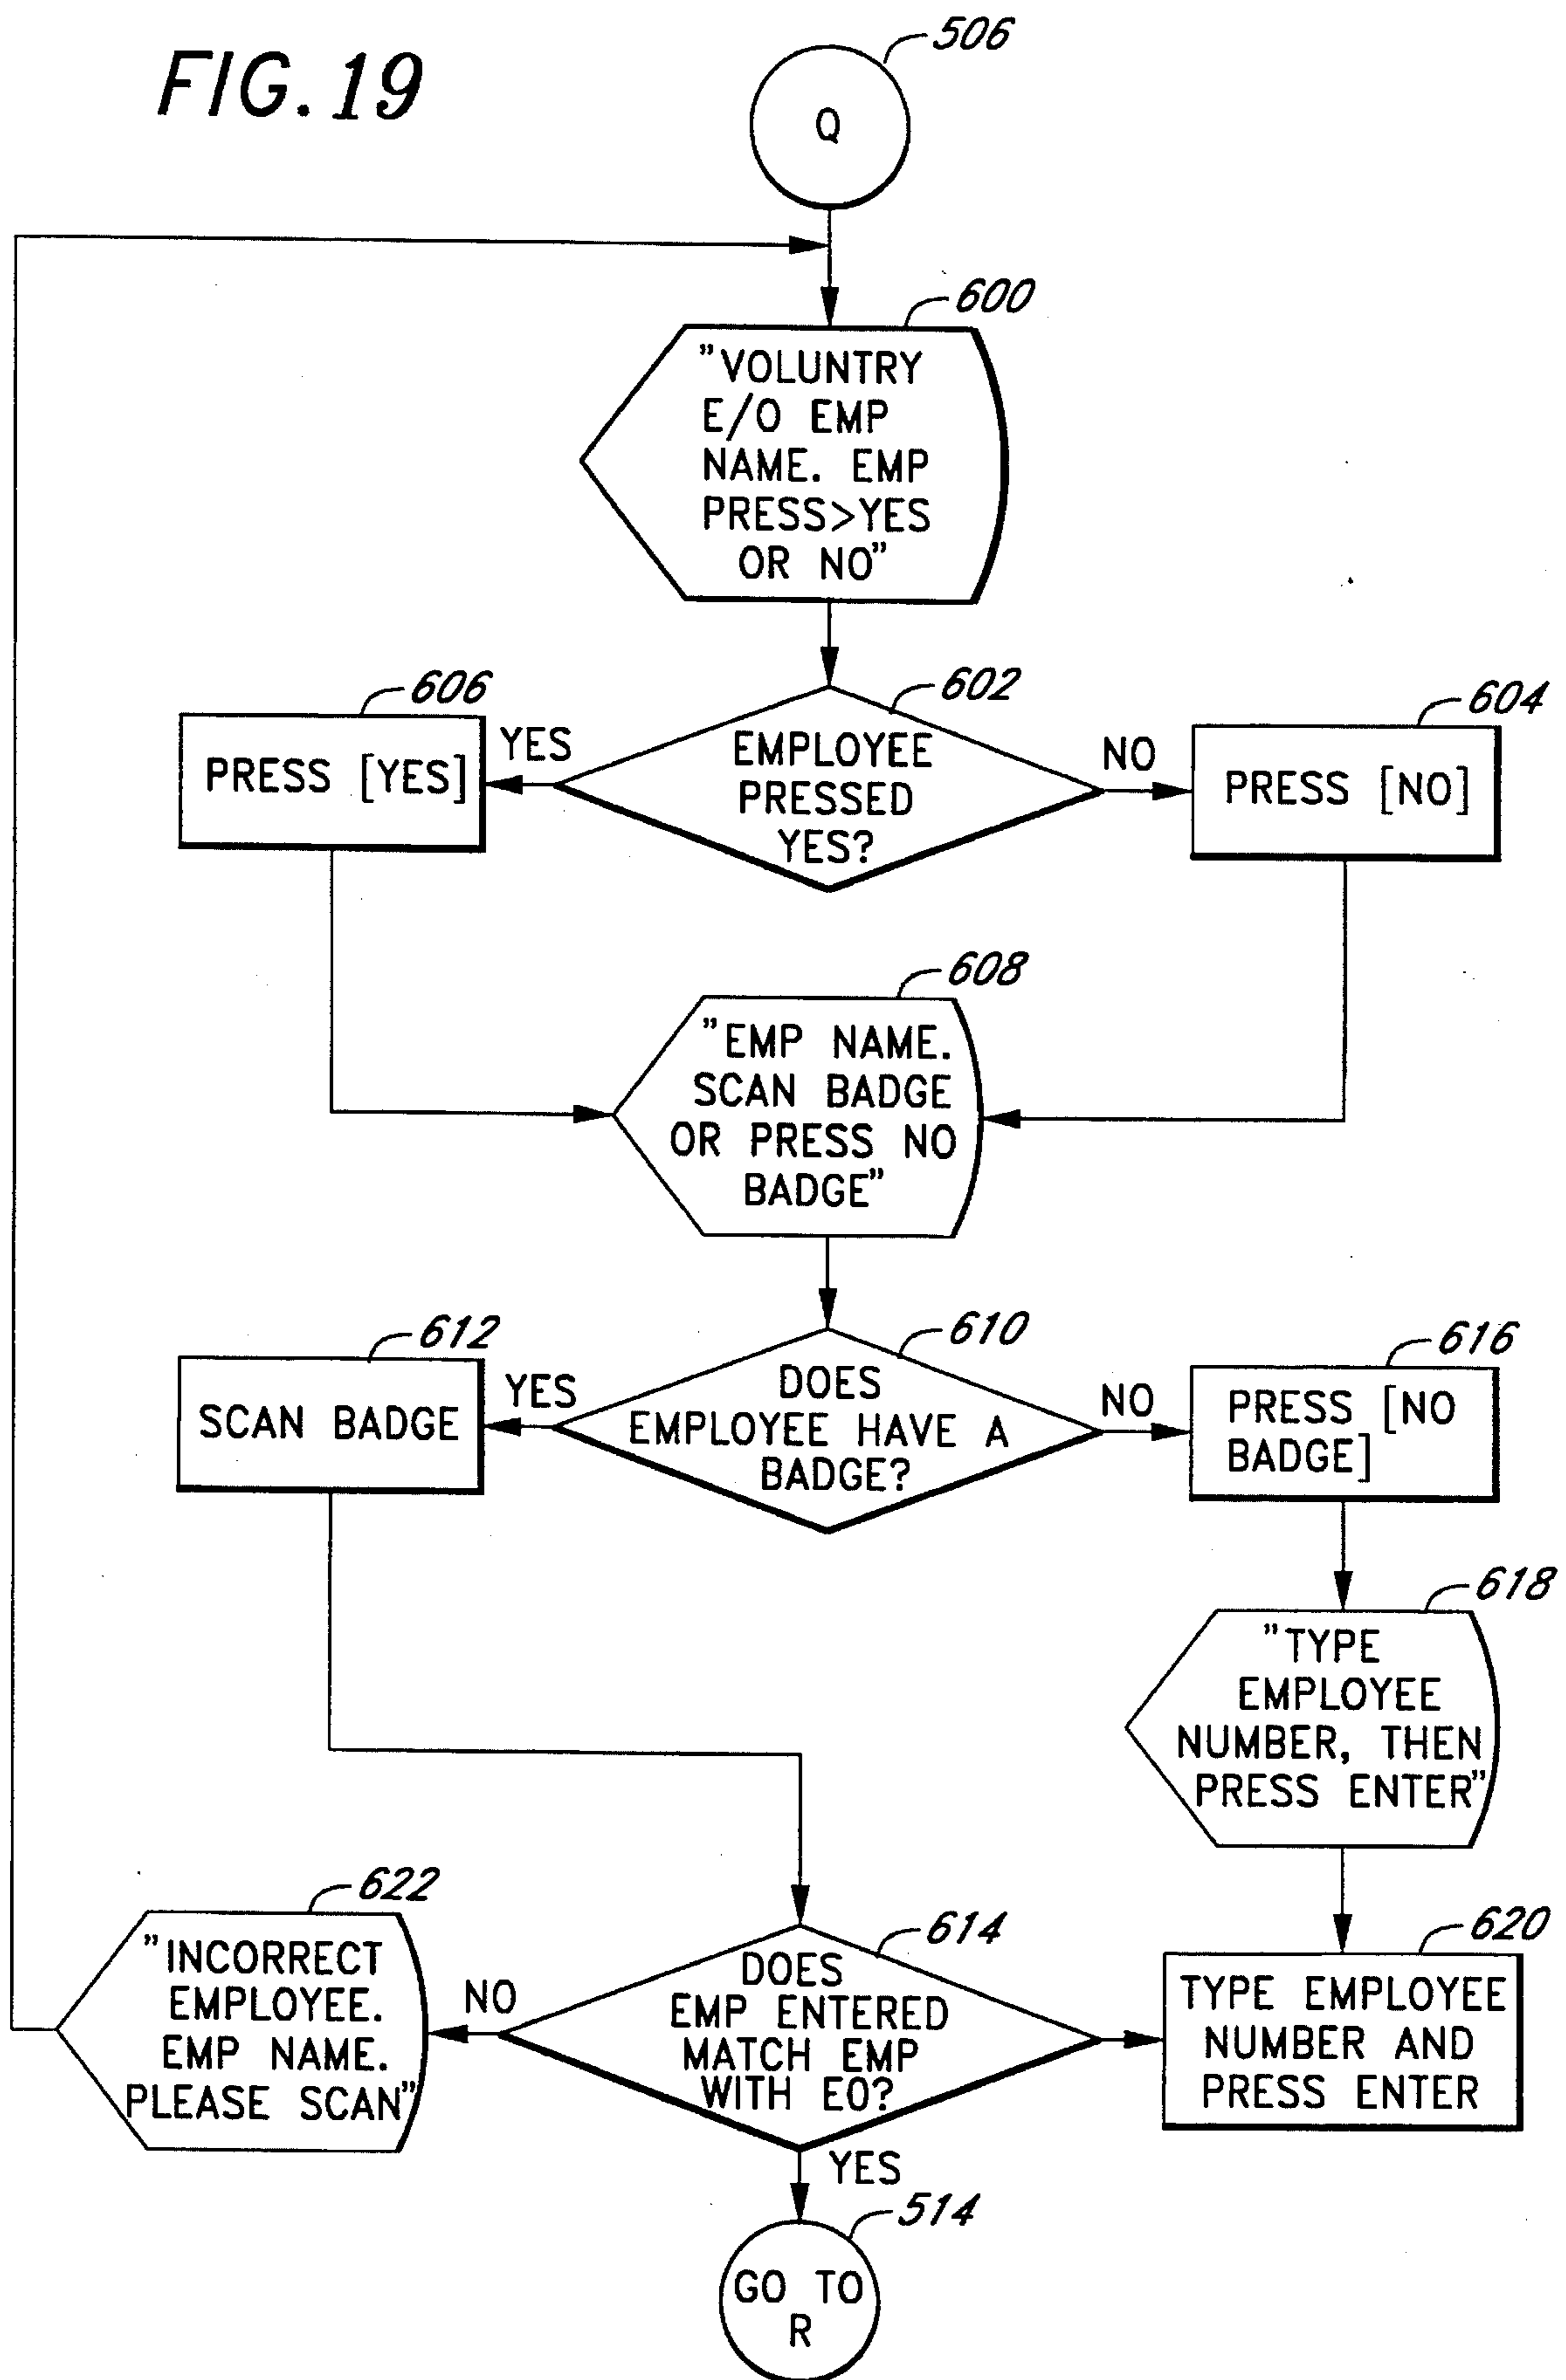 FIG. 19
506
Q
600
"VOLUNTRY
E/O EMP
NAME. EMP
PRESS>YES
OR NO"
606
602
604
PRESS [YES]
YES
EMPLOYEE
PRESSED
YES?
NO
PRESS [NO]
608
"EMP NAME.
SCAN BADGE
OR PRESS NO
BADGE"
612
610
616
SCAN BADGE
YES
DOES
EMPLOYEE HAVE A
BADGE?
NO
PRESS [NO
BADGE]
618
"TYPE
EMPLOYEE
NUMBER, THEN
PRESS ENTER"
622
614
620
"INCORRECT
EMPLOYEE.
EMP NAME.
PLEASE SCAN"
NO
DOES
EMP ENTERED
MATCH EMP
WITH EO?
TYPE EMPLOYEE
NUMBER AND
PRESS ENTER
YES
514
GO TO
R